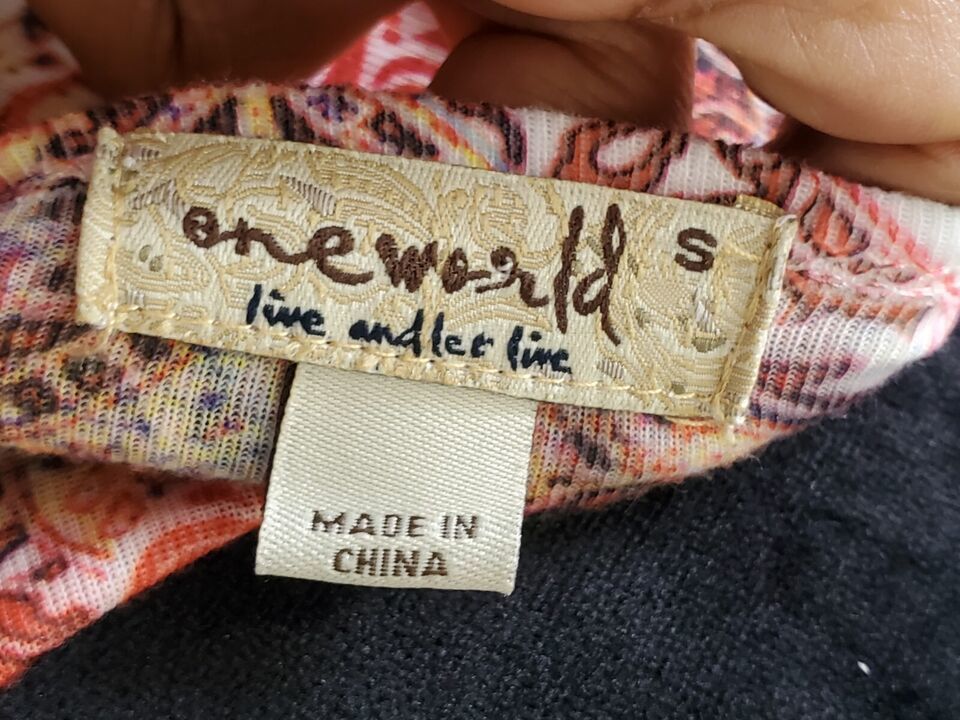 oneworld
S
live and let live
MADE IN
CHINA